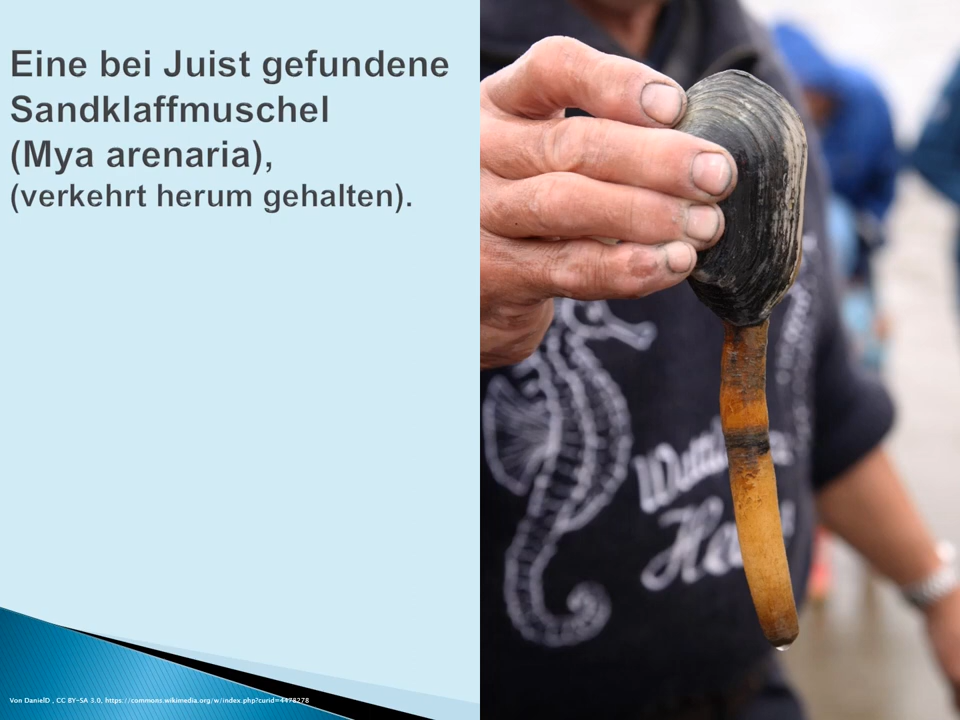 Eine bei Juist gefundene
Sandklaffmuschel
(Mya arenaria),
(verkehrt herum gehalten).
Von DanielD , CC BY-SA 3.0, https://commons.wikimedia.org/w/index.php?curid=4478278